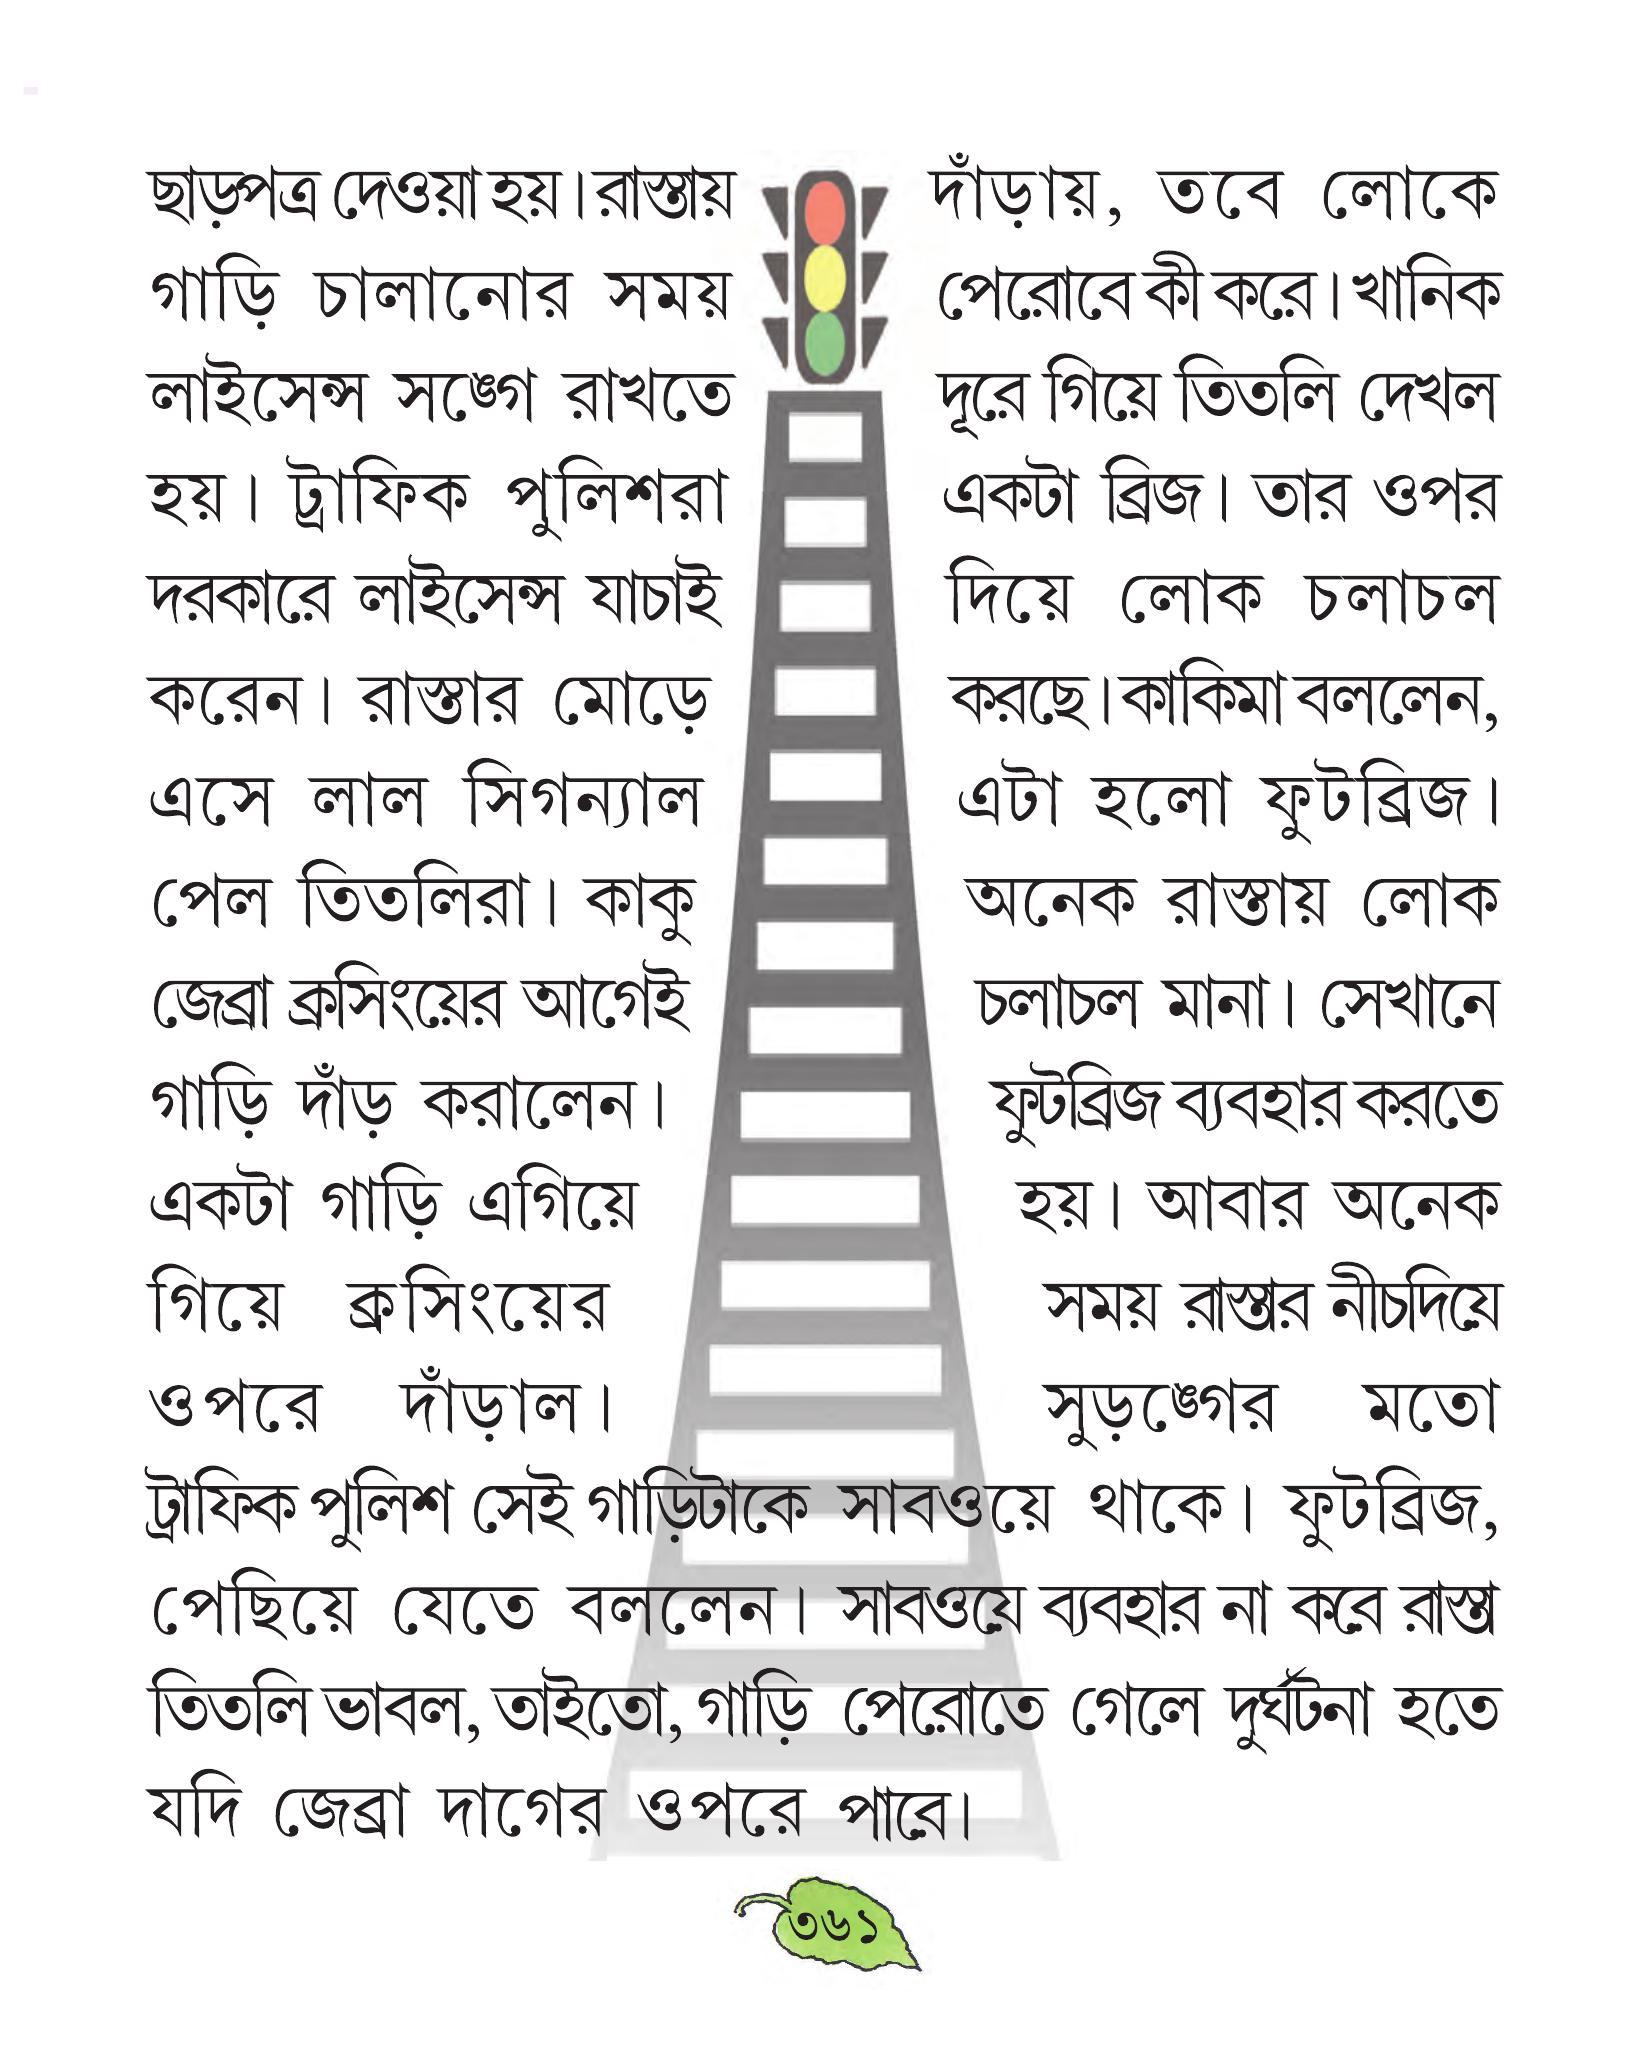 ছাড়পত্র দেওয়া হয়। রাস্তায়
গাড়ি চালানোর সময়
লাইসেন্স সঙ্গে রাখতে
হয়। ট্রাফিক পুলিশরা
দরকারে লাইসেন্স যাচাই
করেন। রাস্তার মোড়ে
এসে লাল সিগন্যাল
পেল তিতলিরা। কাকু
জেব্রা ক্রসিংয়ের আগেই
গাড়ি দাঁড় করালেন।
একটা গাড়ি এগিয়ে
গিয়ে ক্রসিংয়ের
ওপরে দাঁড়াল।
ট্রাফিক পুলিশ সেই গাড়িটাকে
পেছিয়ে যেতে বললেন।
তিতলি ভাবল, তাইতো, গাড়ি
যদি জেব্রা দাগের ওপরে
দাঁড়ায়, তবে লোকে
পেরোবে কী করে। খানিক
দূরে গিয়ে তিতলি দেখল
একটা ব্রিজ। তার ওপর
দিয়ে লোক চলাচল
করছে। কাকিমা বললেন,
এটা হলো ফুটব্রিজ।
অনেক রাস্তায় লোক
চলাচল মানা। সেখানে
ফুটব্রিজ ব্যবহার করতে
হয়। আবার অনেক
সময় রাস্তার নীচদিয়ে
সুড়ঙ্গের মতো
সাবওয়ে থাকে। ফুটব্রিজ,
সাবওয়ে ব্যবহার না করে রাস্তা
পেরোতে গেলে দুর্ঘটনা হতে
পারে।
৩৬১